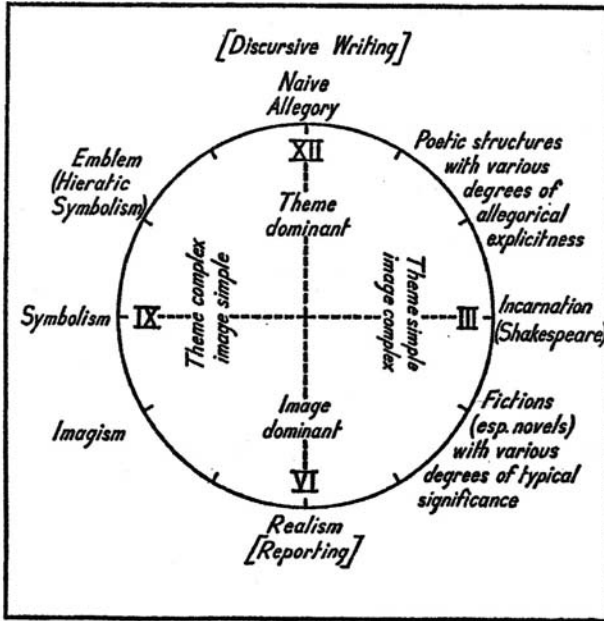 [Discursive Writing]
Naive
Allegory
XII
Emblem
(Hieratic
Symbolism)
Poetic structures
with various
degrees of
allegorical
explicitness
Theme
dominant
Symbolism
IX
Theme complex
image simple
Theme simple
image complex
III
Incarnation
(Shakespeare)
Imagism
Image
dominant
VI
Fictions
(esp. novels)
with various
degrees of typical
significance
Realism
[Reporting]